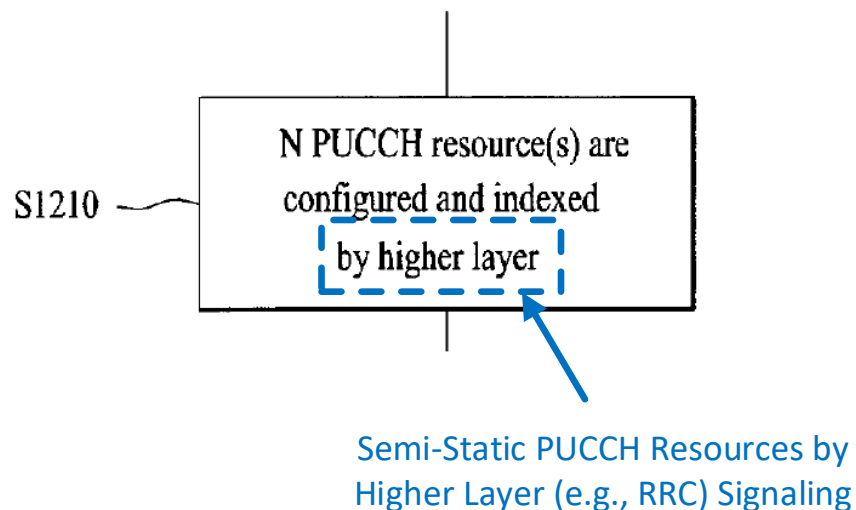 N PUCCH resource(s) are
S1210
configured and indexed
by higher layer
Semi-Static PUCCH Resources by
Higher Layer (e.g., RRC) Signaling